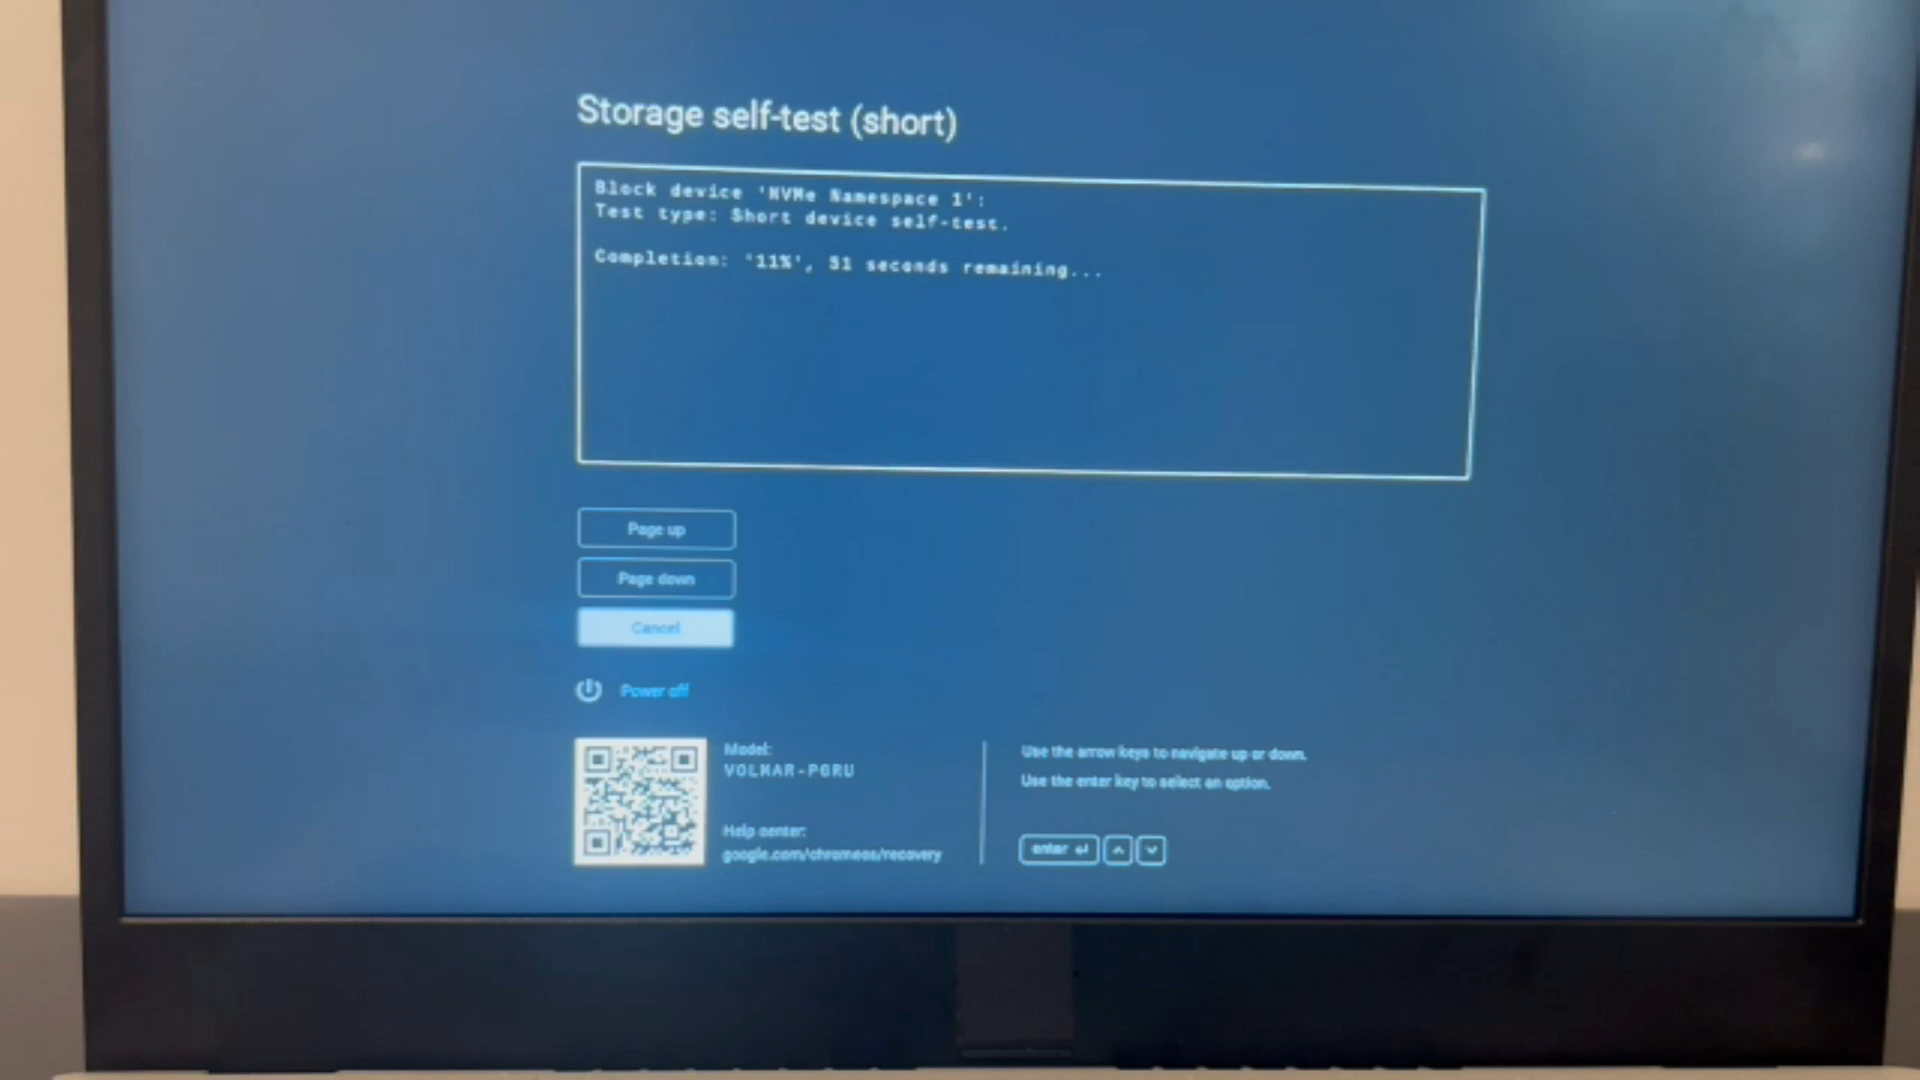 Storage self-test (short)
Block device 'NVMe Namespace 1':
Test type: Short device self-test.
Completion: '11%', 51 seconds remaining...
Page up
Page down
Cancel
Power off
Model:
VOLMAR-PGRU
Help center:
google.com/chromeos/recovery
Use the arrow keys to navigate up or down.
Use the enter key to select an option.
enter